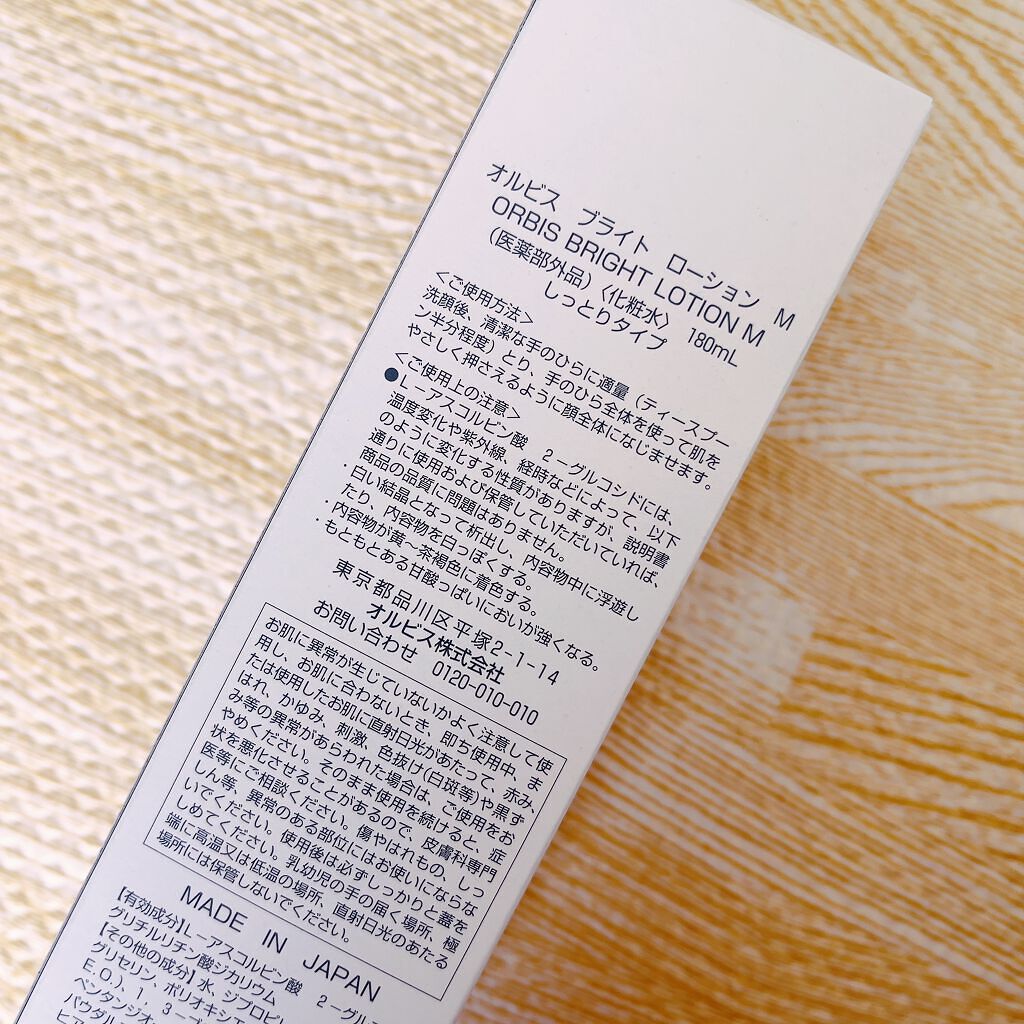 オルビス ブライト ローション M
ORBIS BRIGHT LOTION M
(医薬部外品)〈化粧水〉 180mL
しっとりタイプ
＜ご使用方法＞
洗顔後、清潔な手のひらに適量（ティースプー
ン半分程度）とり、手のひら全体を使って肌を
やさしく押さえるように顔全体になじませます。
＜ご使用上の注意＞
●L－アスコルビン酸 2－グルコシドには、
温度変化や紫外線、経時などによって、以下
のように変化する性質がありますが、説明書
通りに使用および保管していただいていれば、
商品の品質に問題はありません。
・白い結晶となって析出し、内容物中に浮遊し
たり、内容物を白っぽくする。
・内容物が黄～茶褐色に着色する。
・もともとある甘酸っぱいにおいが強くなる。
東京都品川区平塚2-1-14
オルビス株式会社
お問い合わせ 0120-010-010
お肌に異常が生じていないかよく注意して使
用し、お肌に合わないとき、即ち使用中、ま
たは使用したお肌に直射日光があたって、赤み
はれ、かゆみ、刺激、色抜け(白斑等)や黒ず
み等の異常があらわれた場合は、ご使用をお
やめください。そのまま使用を続けると、症
状を悪化させることがあるので、皮膚科専門
医等にご相談ください。傷やはれもの、しっ
しん等、異常のある部位にはお使いにならな
いでください。使用後は必ずしっかりと蓋を
しめてください。乳幼児の手の届く場所、極
端に高温又は低温の場所、直射日光のあたる
場所には保管しないでください。
MADE IN JAPAN
【有効成分】L－アスコルビン酸 2－グル
グリチルリチン酸ジカリウム
【その他の成分】水、ジプロピレ
グリセリン、ポリオキシエ
E.O.)、1，3－ブ
ペンタンジオ
パウダル
ヒア